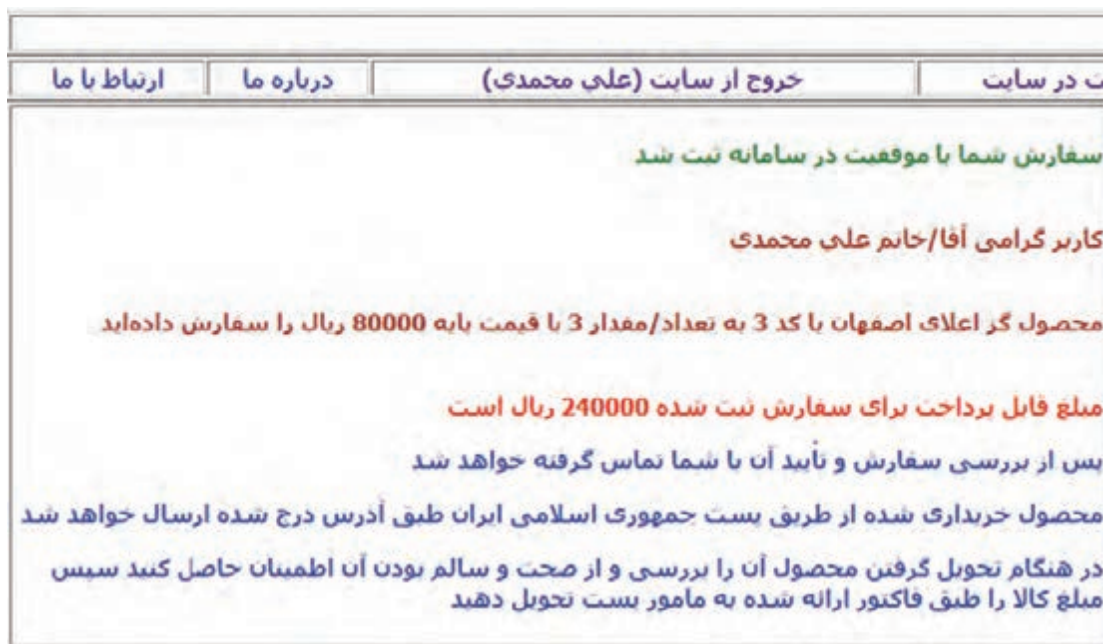 ت در سایت خروج از سایت (علی محمدی) درباره ما ارتباط با ما
سفارش شما با موفقیت در سامانه ثبت شد
کاربر گرامی آقا/خانم علی محمدی
محصول گز اعلای اصفهان با کد 3 به تعداد/مقدار 3 با قیمت پایه 80000 ریال را سفارش داده‌اید
مبلغ قابل پرداخت برای سفارش ثبت شده 240000 ریال است
پس از بررسی سفارش و تأیید آن با شما تماس گرفته خواهد شد
محصول خریداری شده از طریق پست جمهوری اسلامی ایران طبق آدرس درج شده ارسال خواهد شد
در هنگام تحویل گرفتن محصول آن را بررسی و از صحت و سالم بودن آن اطمینان حاصل کنید سپس
مبلغ کالا را طبق فاکتور ارائه شده به مامور پست تحویل دهید